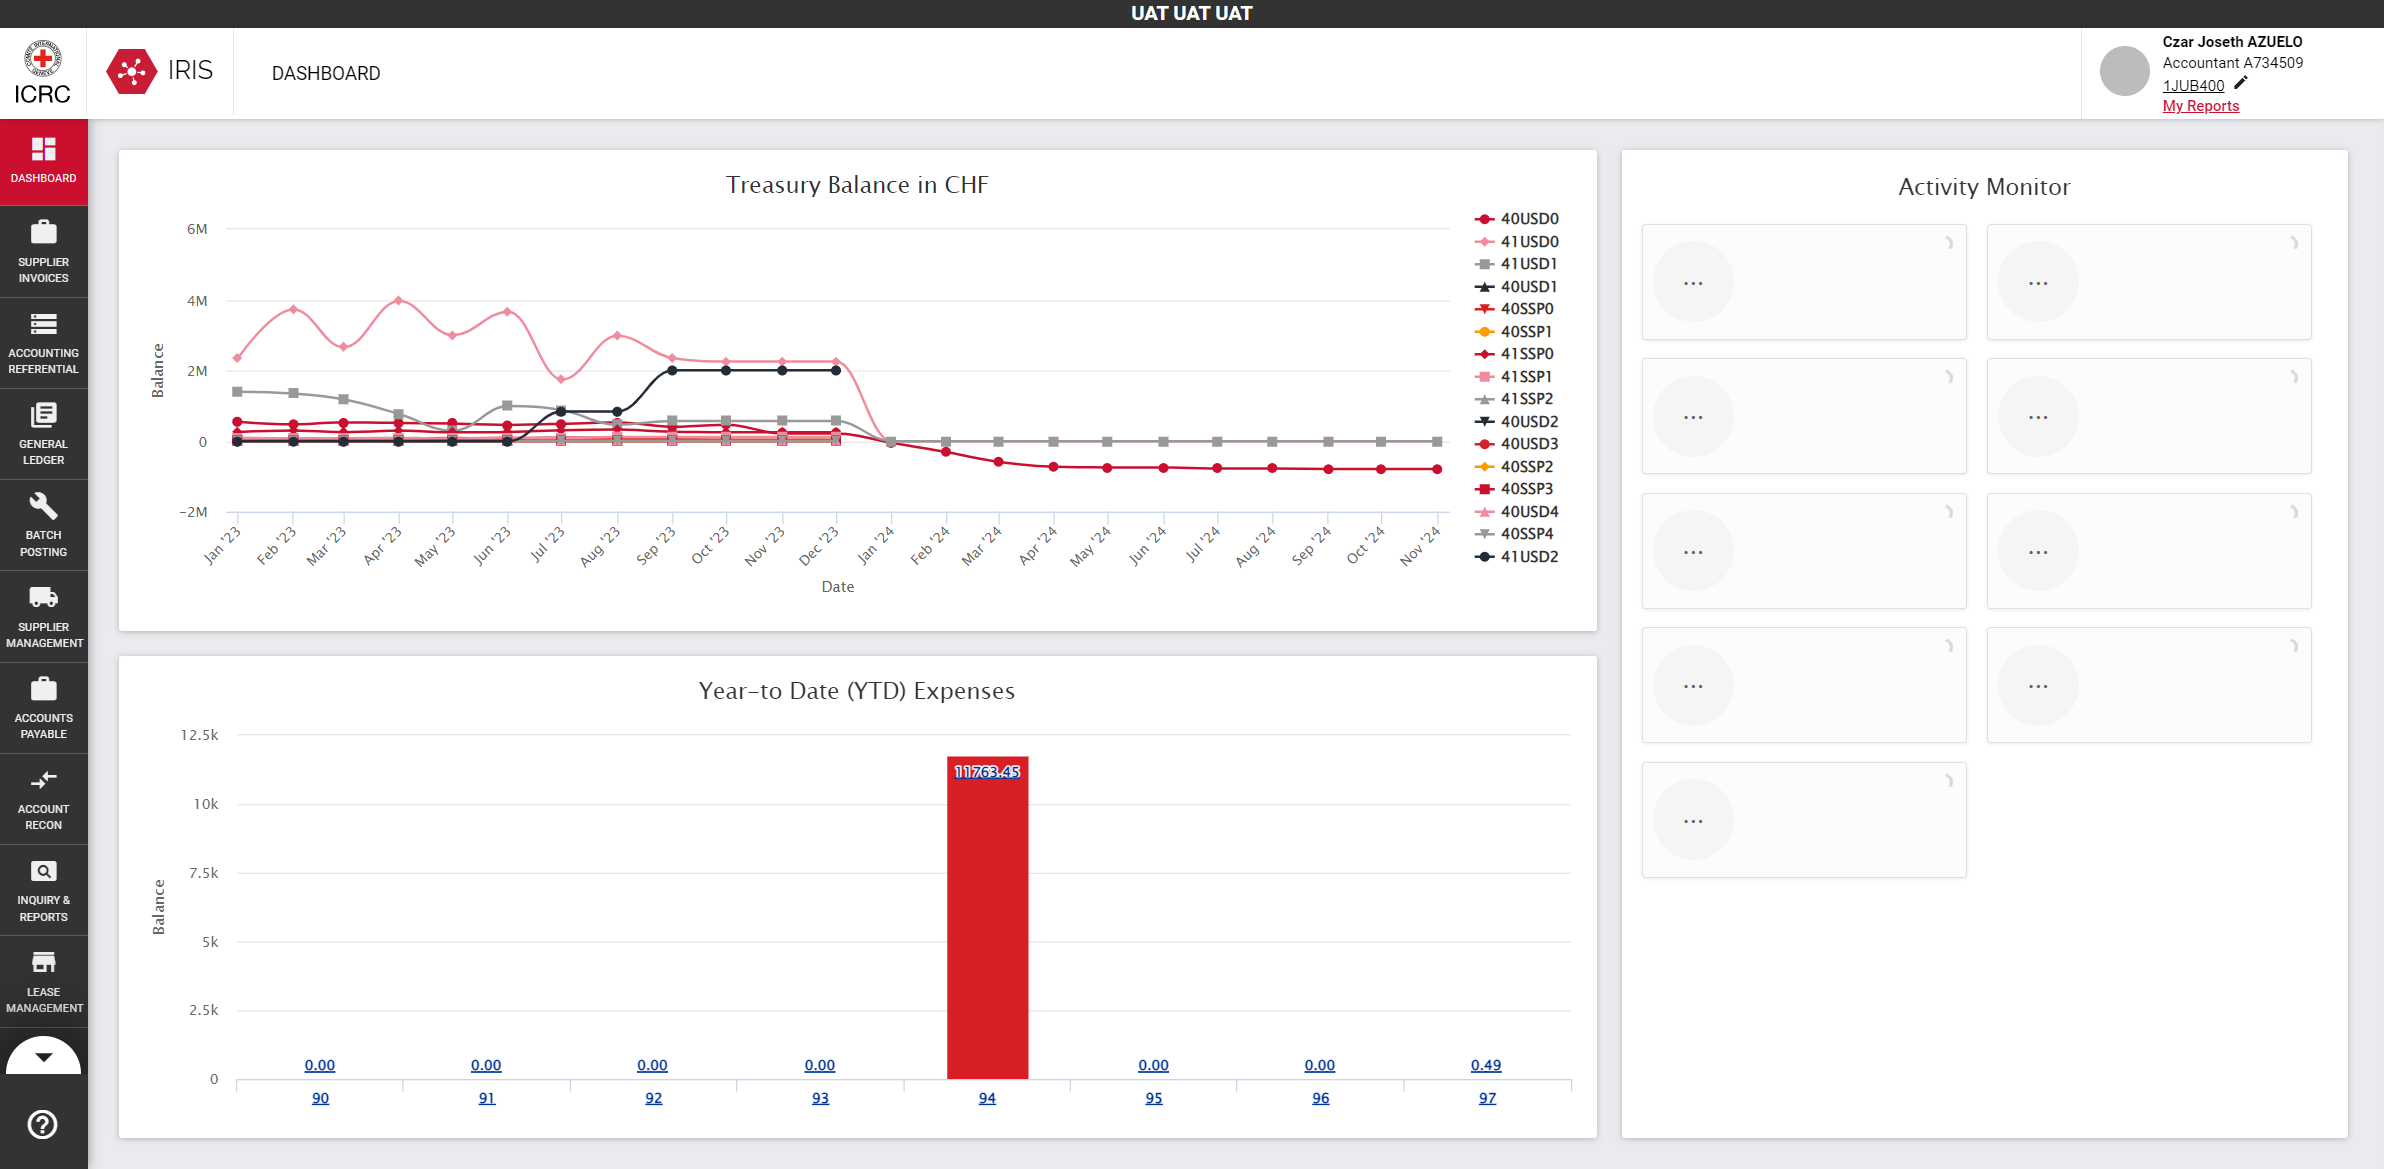 UAT UAT UAT
ICRC
IRIS
DASHBOARD
Czar Joseth AZUELO
Accountant A734509
1JUB400
My Reports
DASHBOARD
SUPPLIER
INVOICES
ACCOUNTING
REFERENTIAL
GENERAL
LEDGER
BATCH
POSTING
SUPPLIER
MANAGEMENT
ACCOUNTS
PAYABLE
ACCOUNT
RECON
INQUIRY &
REPORTS
LEASE
MANAGEMENT
Treasury Balance in CHF
6M
4M
2M
0
-2M
Balance
Jan '23
Feb '23
Mar '23
Apr '23
May '23
Jun '23
Jul '23
Aug '23
Sep '23
Oct '23
Nov '23
Dec '23
Jan '24
Feb '24
Mar '24
Apr '24
May '24
Jun '24
Jul '24
Aug '24
Sep '24
Oct '24
Nov '24
Date
40USD0
41USD0
41USD1
40USD1
40SSP0
40SSP1
41SSP0
41SSP1
41SSP2
40USD2
40USD3
40SSP2
40SSP3
40USD4
40SSP4
41USD2
Year-to Date (YTD) Expenses
12.5k
10k
7.5k
5k
2.5k
0
Balance
0.00
0.00
0.00
0.00
11763.45
0.00
0.00
0.49
90
91
92
93
94
95
96
97
Activity Monitor
...
...
...
...
...
...
...
...
...